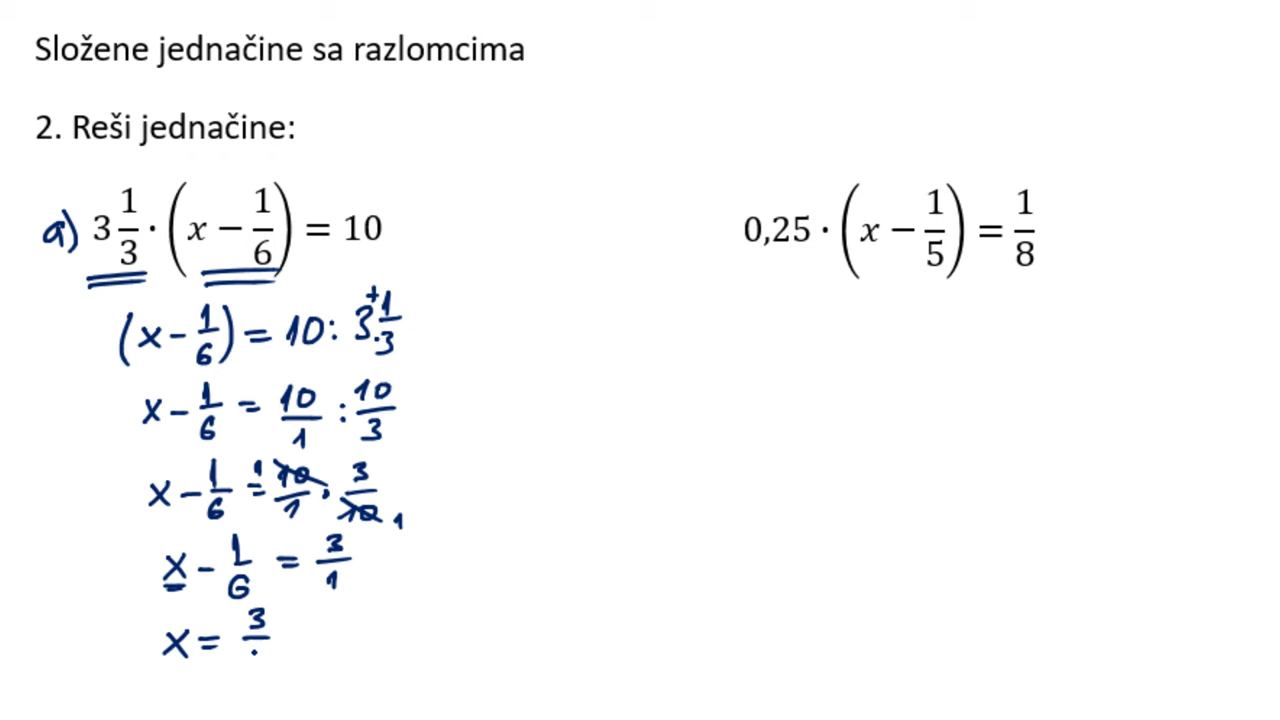 Složene jednačine sa razlomcima
2. Reši jednačine:
a) 3 1/3 · (x − 1/6) = 10
(x − 1/6) = 10 : 3 + 1/3 ·
x − 1/6 = 10/1 : 10/3
x − 1/6 = 1 10/1 · 3/10 1
x − 1/6 = 3/1
x = 3/
0,25 · (x − 1/5) = 1/8